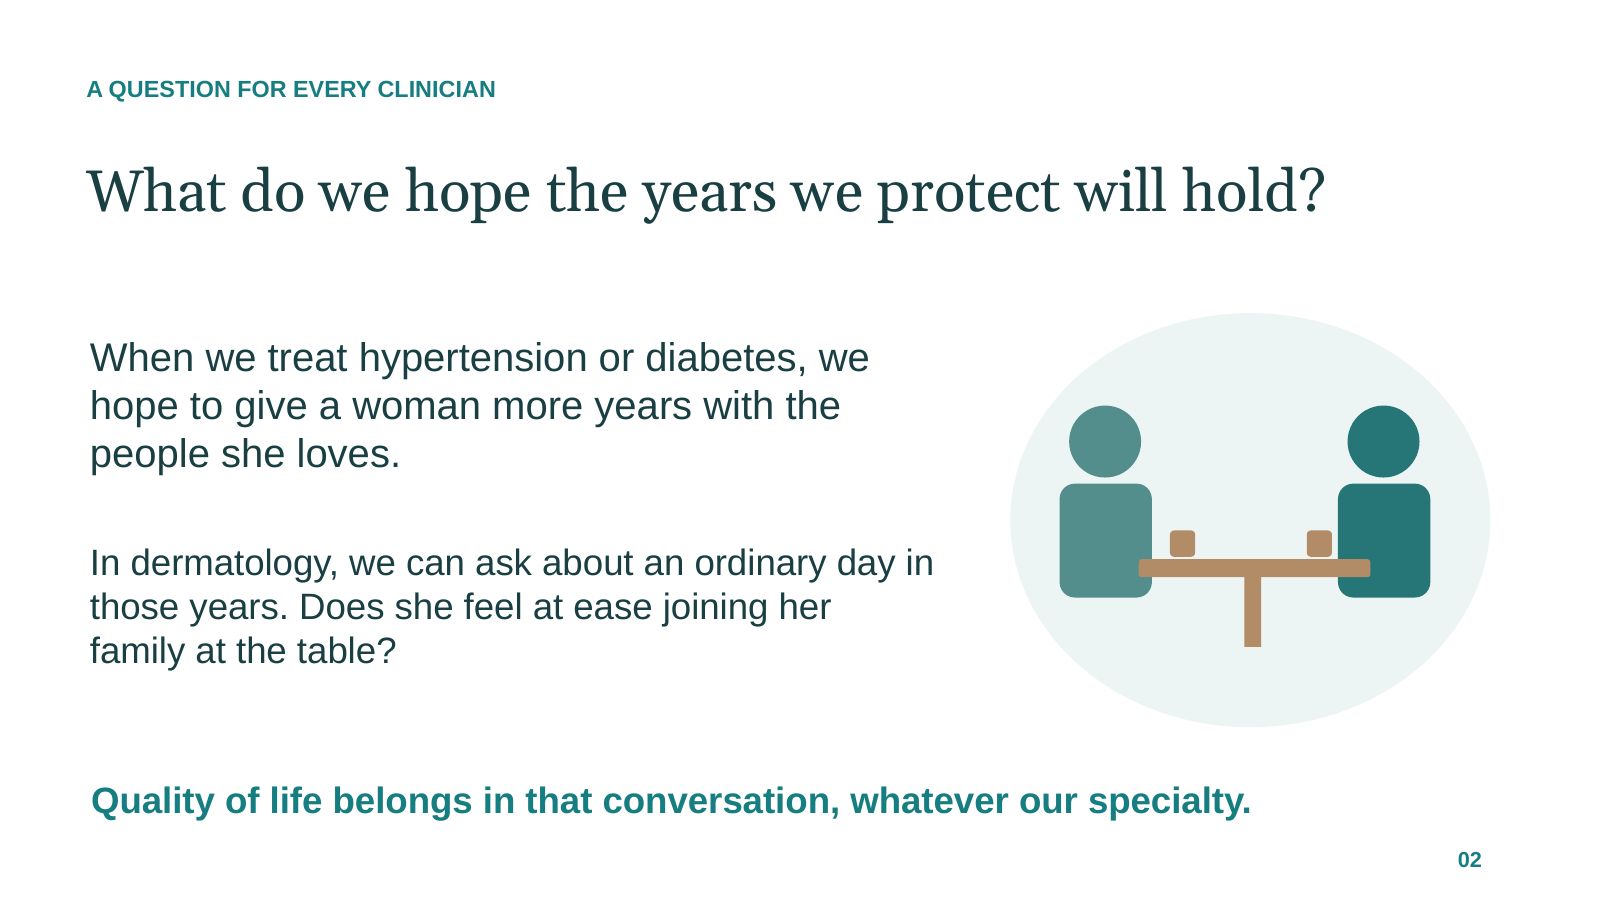 A QUESTION FOR EVERY CLINICIAN
What do we hope the years we protect will hold?
When we treat hypertension or diabetes, we
hope to give a woman more years with the
people she loves.
In dermatology, we can ask about an ordinary day in
those years. Does she feel at ease joining her
family at the table?
Quality of life belongs in that conversation, whatever our specialty.
02